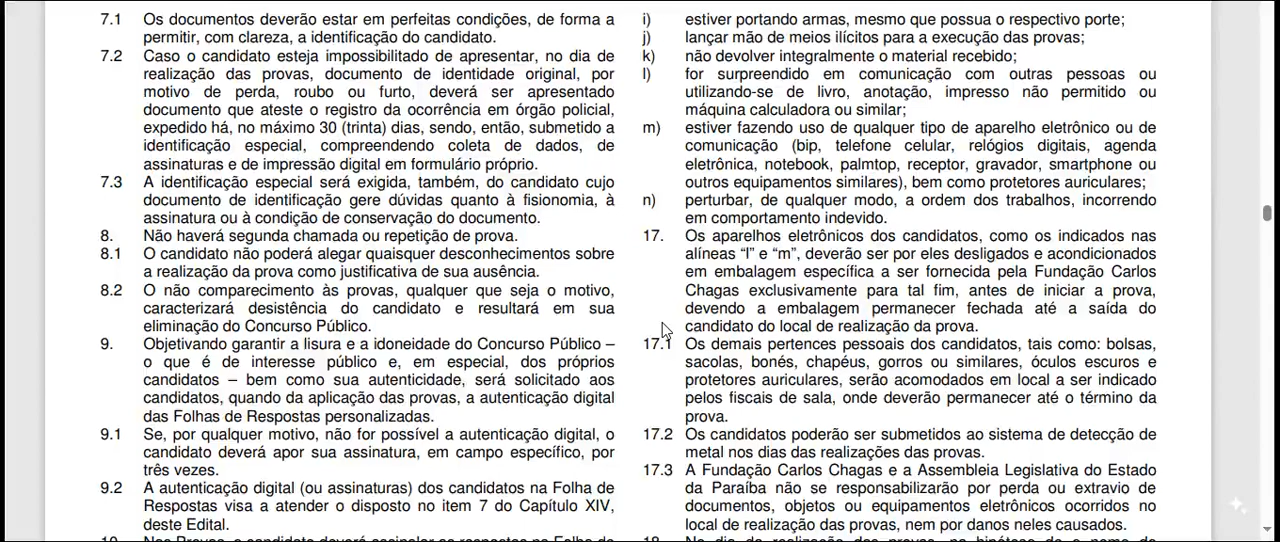 7.1 Os documentos deverão estar em perfeitas condições, de forma a
permitir, com clareza, a identificação do candidato.
7.2 Caso o candidato esteja impossibilitado de apresentar, no dia de
realização das provas, documento de identidade original, por
motivo de perda, roubo ou furto, deverá ser apresentado
documento que ateste o registro da ocorrência em órgão policial,
expedido há, no máximo 30 (trinta) dias, sendo, então, submetido a
identificação especial, compreendendo coleta de dados, de
assinaturas e de impressão digital em formulário próprio.
7.3 A identificação especial será exigida, também, do candidato cujo
documento de identificação gere dúvidas quanto à fisionomia, à
assinatura ou à condição de conservação do documento.
8. Não haverá segunda chamada ou repetição de prova.
8.1 O candidato não poderá alegar quaisquer desconhecimentos sobre
a realização da prova como justificativa de sua ausência.
8.2 O não comparecimento às provas, qualquer que seja o motivo,
caracterizará desistência do candidato e resultará em sua
eliminação do Concurso Público.
9. Objetivando garantir a lisura e a idoneidade do Concurso Público –
o que é de interesse público e, em especial, dos próprios
candidatos – bem como sua autenticidade, será solicitado aos
candidatos, quando da aplicação das provas, a autenticação digital
das Folhas de Respostas personalizadas.
9.1 Se, por qualquer motivo, não for possível a autenticação digital, o
candidato deverá apor sua assinatura, em campo específico, por
três vezes.
9.2 A autenticação digital (ou assinaturas) dos candidatos na Folha de
Respostas visa a atender o disposto no item 7 do Capítulo XIV,
deste Edital.
i) estiver portando armas, mesmo que possua o respectivo porte;
j) lançar mão de meios ilícitos para a execução das provas;
k) não devolver integralmente o material recebido;
l) for surpreendido em comunicação com outras pessoas ou
utilizando-se de livro, anotação, impresso não permitido ou
máquina calculadora ou similar;
m) estiver fazendo uso de qualquer tipo de aparelho eletrônico ou de
comunicação (bip, telefone celular, relógios digitais, agenda
eletrônica, notebook, palmtop, receptor, gravador, smartphone ou
outros equipamentos similares), bem como protetores auriculares;
n) perturbar, de qualquer modo, a ordem dos trabalhos, incorrendo
em comportamento indevido.
17. Os aparelhos eletrônicos dos candidatos, como os indicados nas
alíneas “l” e “m”, deverão ser por eles desligados e acondicionados
em embalagem específica a ser fornecida pela Fundação Carlos
Chagas exclusivamente para tal fim, antes de iniciar a prova,
devendo a embalagem permanecer fechada até a saída do
candidato do local de realização da prova.
17.1 Os demais pertences pessoais dos candidatos, tais como: bolsas,
sacolas, bonés, chapéus, gorros ou similares, óculos escuros e
protetores auriculares, serão acomodados em local a ser indicado
pelos fiscais de sala, onde deverão permanecer até o término da
prova.
17.2 Os candidatos poderão ser submetidos ao sistema de detecção de
metal nos dias das realizações das provas.
17.3 A Fundação Carlos Chagas e a Assembleia Legislativa do Estado
da Paraíba não se responsabilizarão por perda ou extravio de
documentos, objetos ou equipamentos eletrônicos ocorridos no
local de realização das provas, nem por danos neles causados.